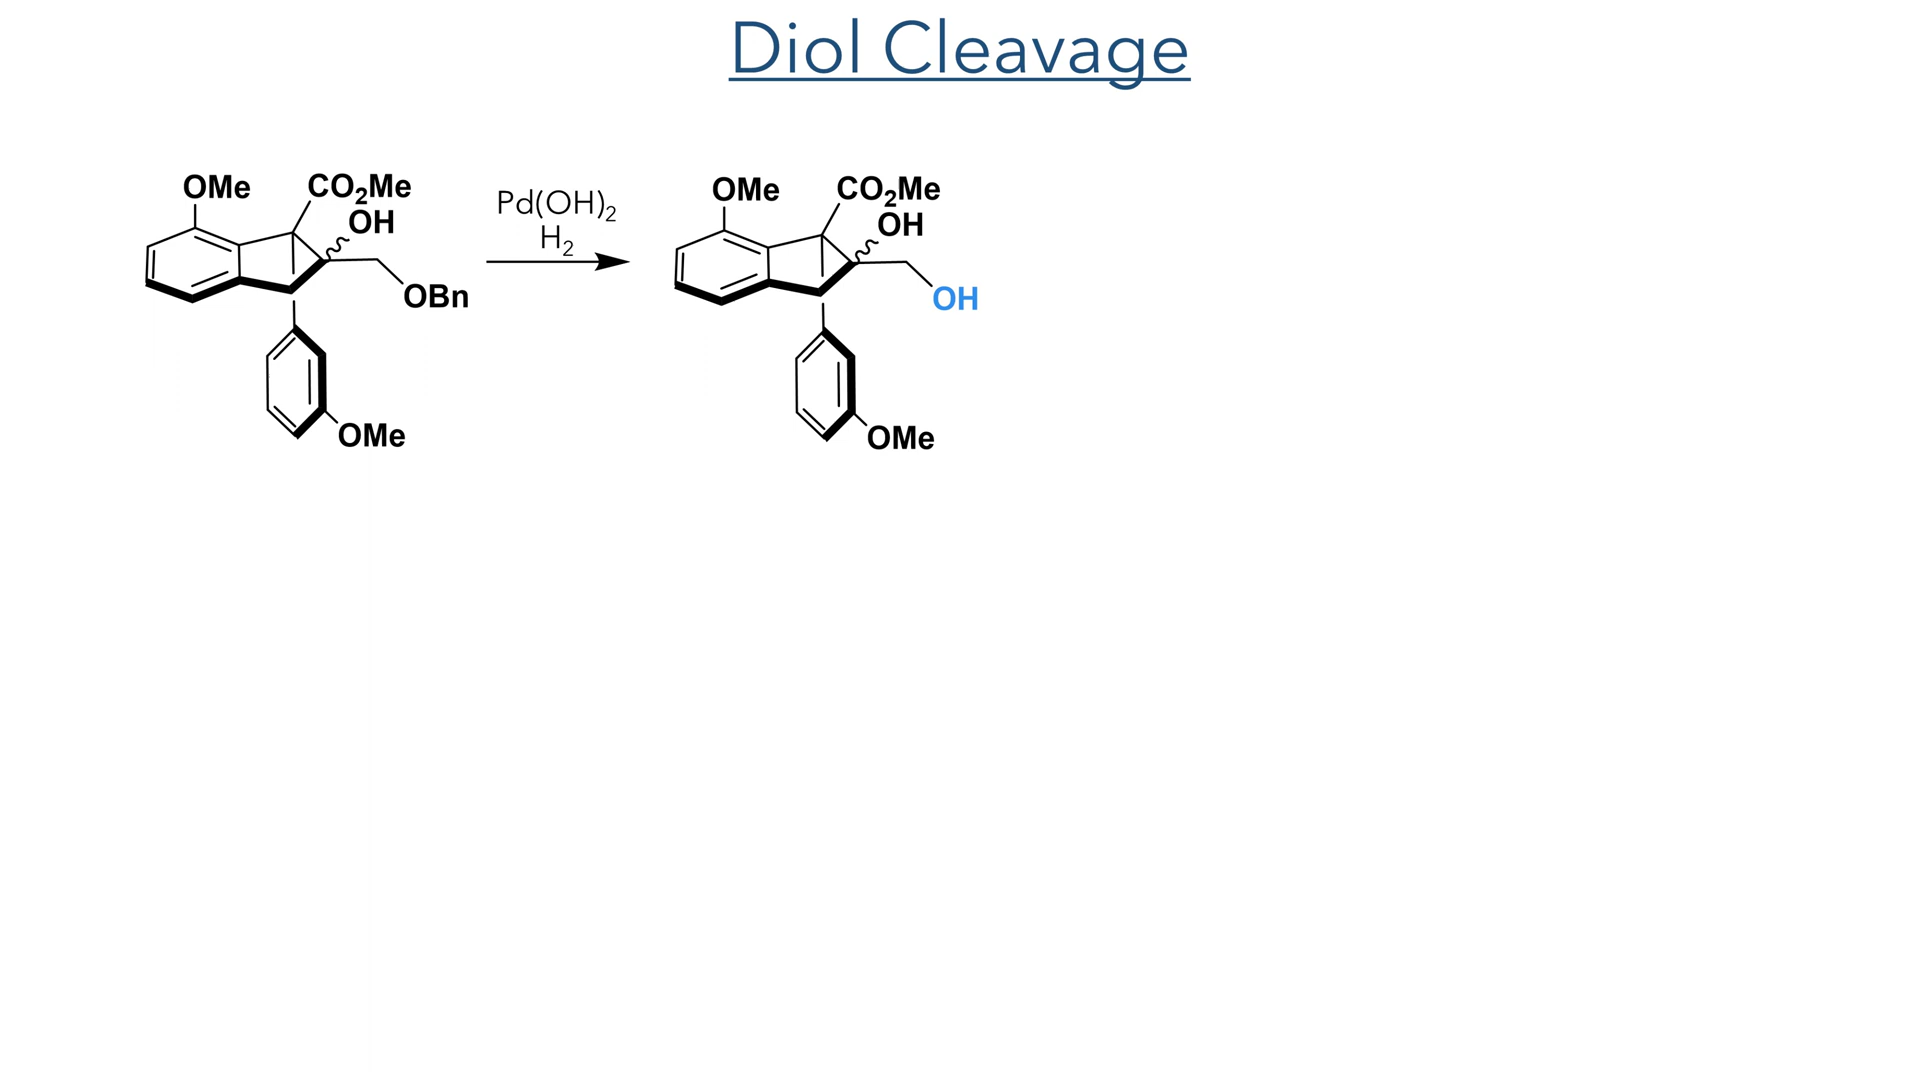 Diol Cleavage
OMe
CO₂Me
OH
OBn
OMe
Pd(OH)₂
H₂
OMe
CO₂Me
OH
OH
OMe